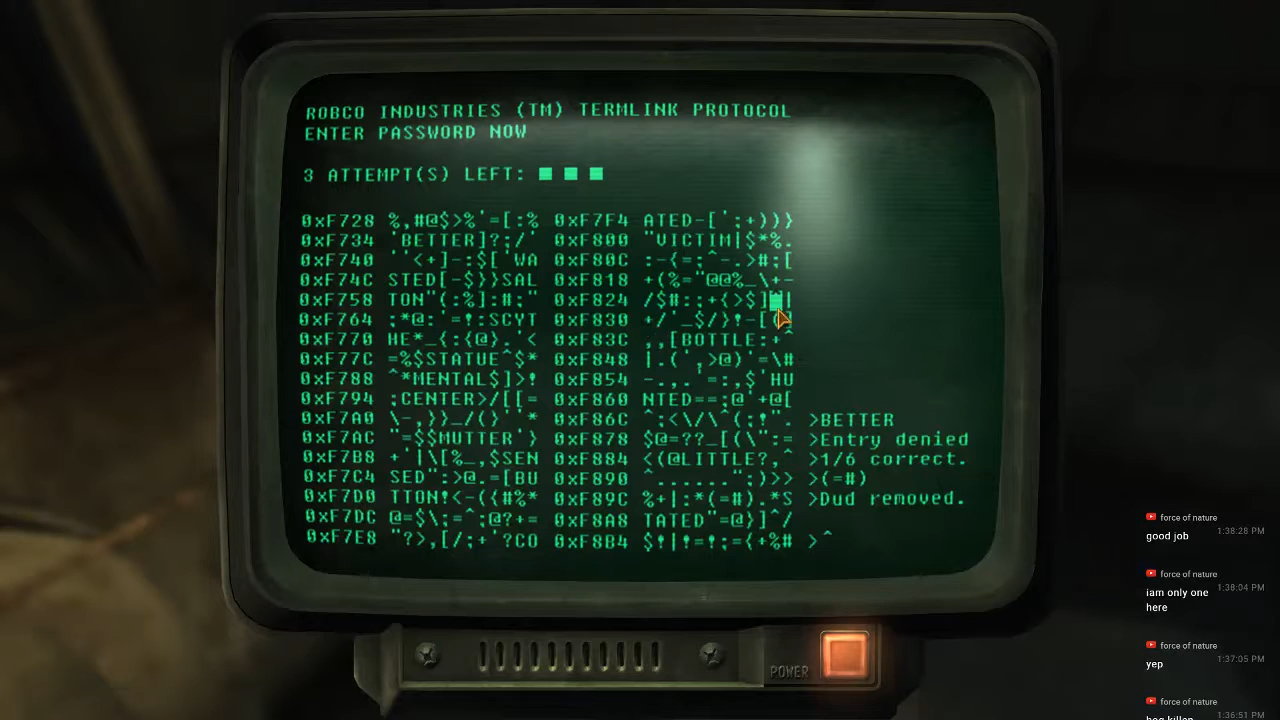 ROBCO INDUSTRIES (TM) TERMLINK PROTOCOL
ENTER PASSWORD NOW
3 ATTEMPT(S) LEFT: ■ ■ ■
0xF728 %,#@$>%'=[:% 0xF7F4 ATED-[';+)))}
0xF734 'BETTER]?;/' 0xF800 "VICTIM|$*%.
0xF740 ''<+]-:$['WA 0xF80C :-{=;^-.>#;[
0xF74C STED[-$}}SAL 0xF818 +(%="@@%_\+-
0xF758 TON"(:%]:#;" 0xF824 /$#:;+{>$]^|
0xF764 ;*@:'=!:SCYT 0xF830 +/'_$/}!-[
0xF770 HE*_{:{@}.'< 0xF83C ,,[BOTTLE:+^
0xF77C =%$STATUE^$* 0xF848 |.(',>@)'=\#
0xF788 ^*MENTAL$]>! 0xF854 -.,.'=:,$'HU
0xF794 ;CENTER>/[[= 0xF860 NTED==;@'+@[
0xF7A0 \-,}}_/(}''* 0xF86C ^;<\/\^(;!". >BETTER
0xF7AC "=$$MUTTER'} 0xF878 $@=??_[(\":= >Entry denied
0xF7B8 +'|\[%_,$SEN 0xF884 <(@LITTLE?,^ >1/6 correct.
0xF7C4 SED":>@.=[BU 0xF890 ^......";)>> >(=#)
0xF7D0 TTON!<-({#%* 0xF89C %+|:*(=#).*S >Dud removed.
0xF7DC @=$\;=^;@?+= 0xF8A8 TATED"=@}]^/
0xF7E8 "?>,[/;+'?CO 0xF8B4 $!|!=!;={+%# >^
POWER
force of nature 1:38:28 PM
good job
force of nature 1:38:04 PM
iam only one
here
force of nature 1:37:05 PM
yep
force of nature 1:36:51 PM